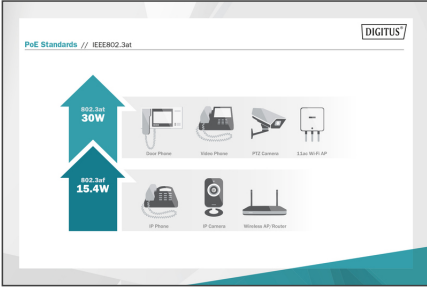 DIGITUS®
PoE Standards // IEEE802.3at
802.3at
30W
Door Phone Video Phone PTZ Camera 11ac Wi-Fi AP
802.3af
15.4W
IP Phone IP Camera Wireless AP/Router